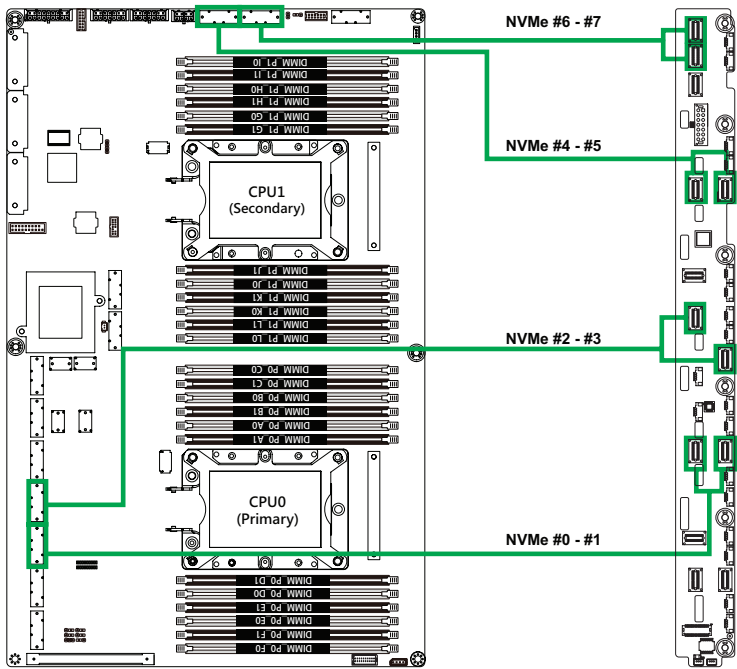 NVMe #6 - #7
DIMM_P1_I0
DIMM_P1_I1
DIMM_P1_H0
DIMM_P1_H1
DIMM_P1_G0
DIMM_P1_G1
NVMe #4 - #5
CPU1
(Secondary)
DIMM_P1_J1
DIMM_P1_J0
DIMM_P1_K1
DIMM_P1_K0
DIMM_P1_L1
DIMM_P1_L0
NVMe #2 - #3
DIMM_P0_C0
DIMM_P0_C1
DIMM_P0_B0
DIMM_P0_B1
DIMM_P0_A0
DIMM_P0_A1
CPU0
(Primary)
NVMe #0 - #1
DIMM_P0_D1
DIMM_P0_D0
DIMM_P0_E1
DIMM_P0_E0
DIMM_P0_F1
DIMM_P0_F0